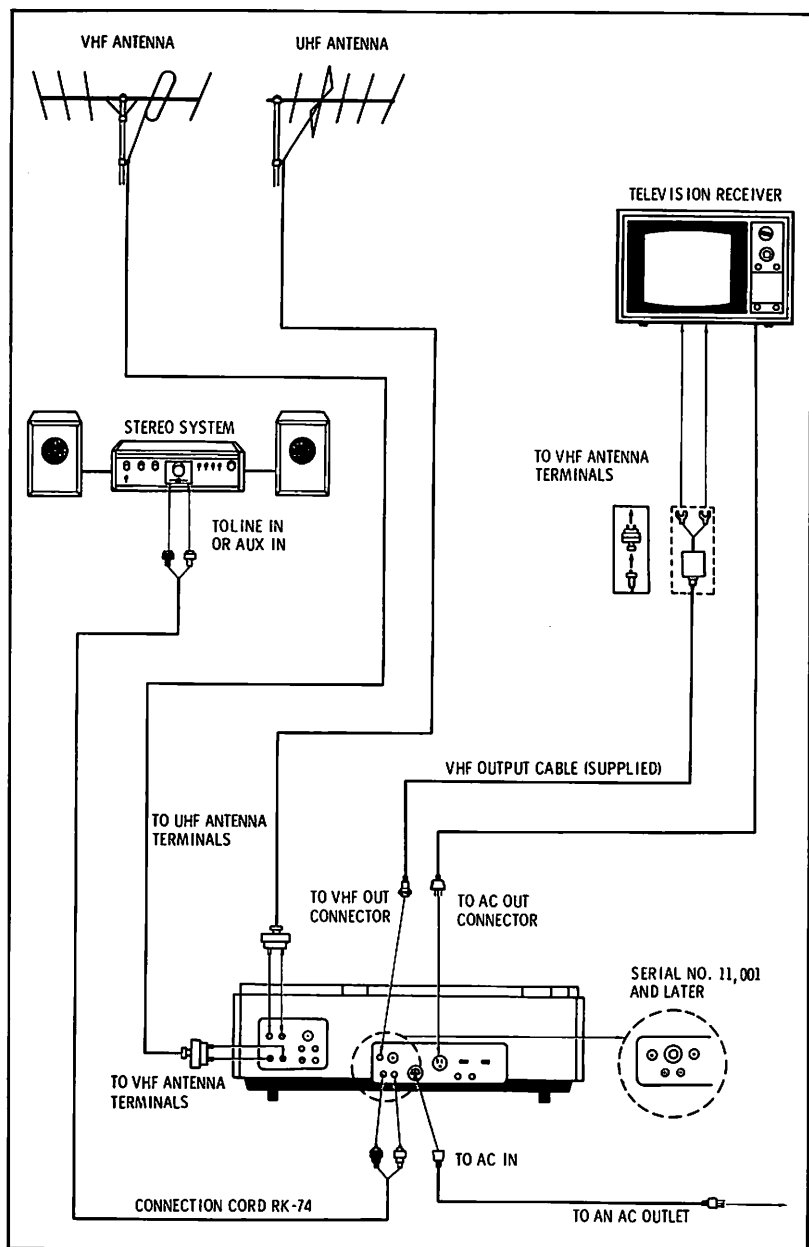 VHF ANTENNA
UHF ANTENNA
TELEVISION RECEIVER
STEREO SYSTEM
TO LINE IN
OR AUX IN
TO VHF ANTENNA
TERMINALS
VHF OUTPUT CABLE (SUPPLIED)
TO UHF ANTENNA
TERMINALS
TO VHF OUT
CONNECTOR
TO AC OUT
CONNECTOR
SERIAL NO. 11,001
AND LATER
TO VHF ANTENNA
TERMINALS
TO AC IN
CONNECTION CORD RK-74
TO AN AC OUTLET